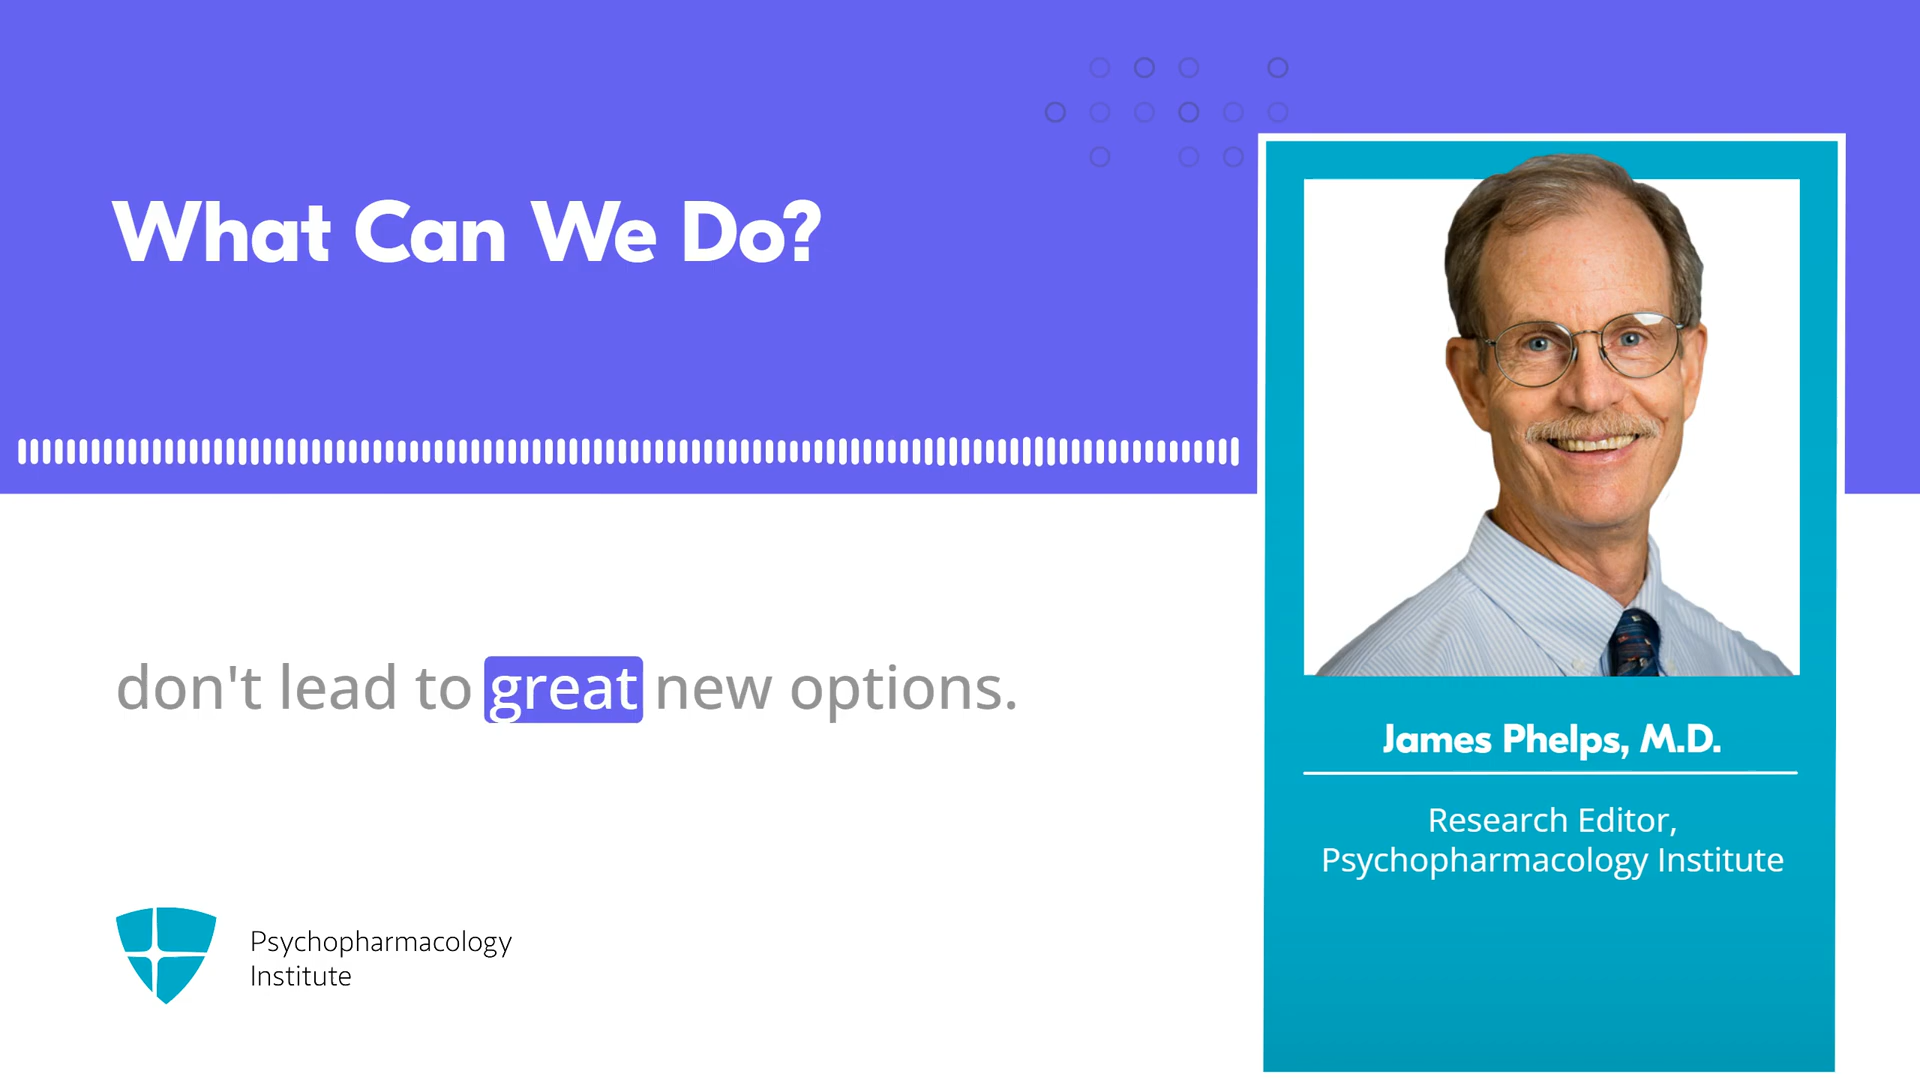 What Can We Do?
don't lead to great new options.
James Phelps, M.D.
Research Editor,
Psychopharmacology Institute
Psychopharmacology
Institute